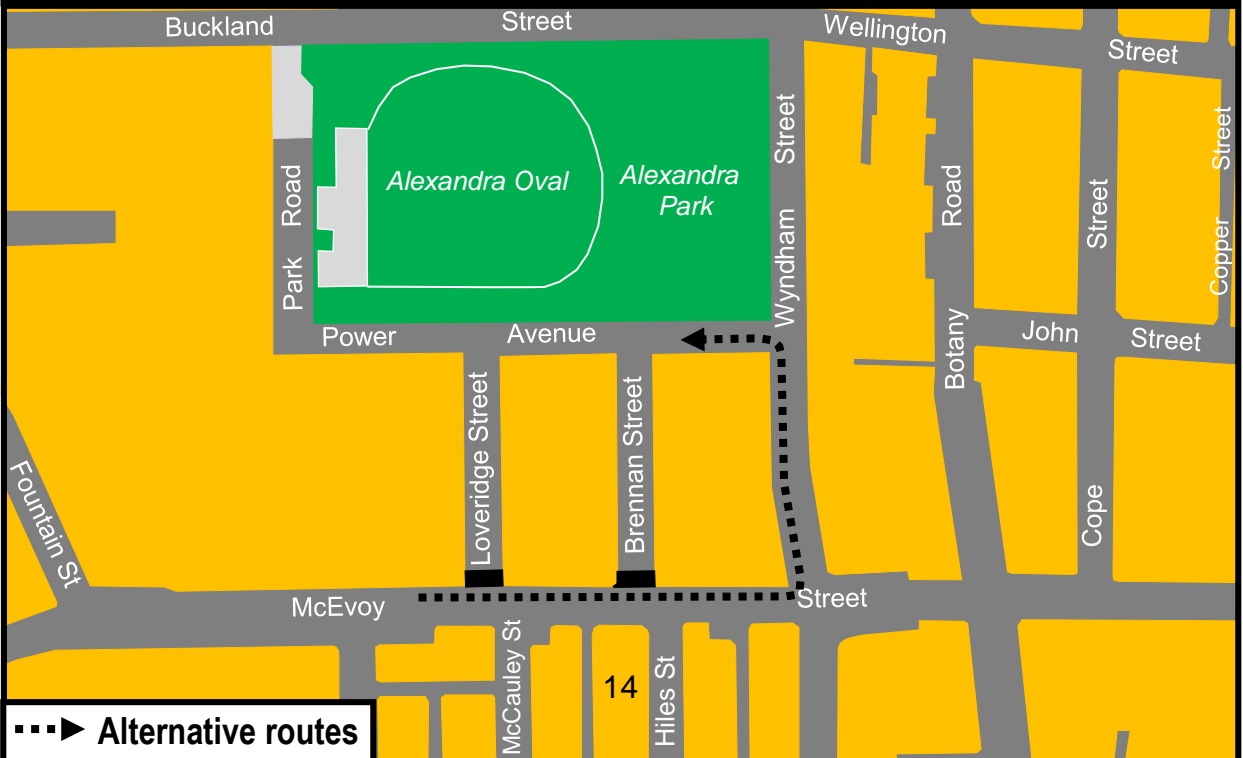 Buckland
Street
Wellington
Street
Street
Street
Alexandra Oval
Alexandra
Park
Road
Park
Wyndham
Road
Botany
Street
Cope
Copper
Power
Avenue
John
Street
Loveridge Street
Brennan Street
Fountain St
McEvoy
Street
McCauley St
14
Hiles St
Alternative routes